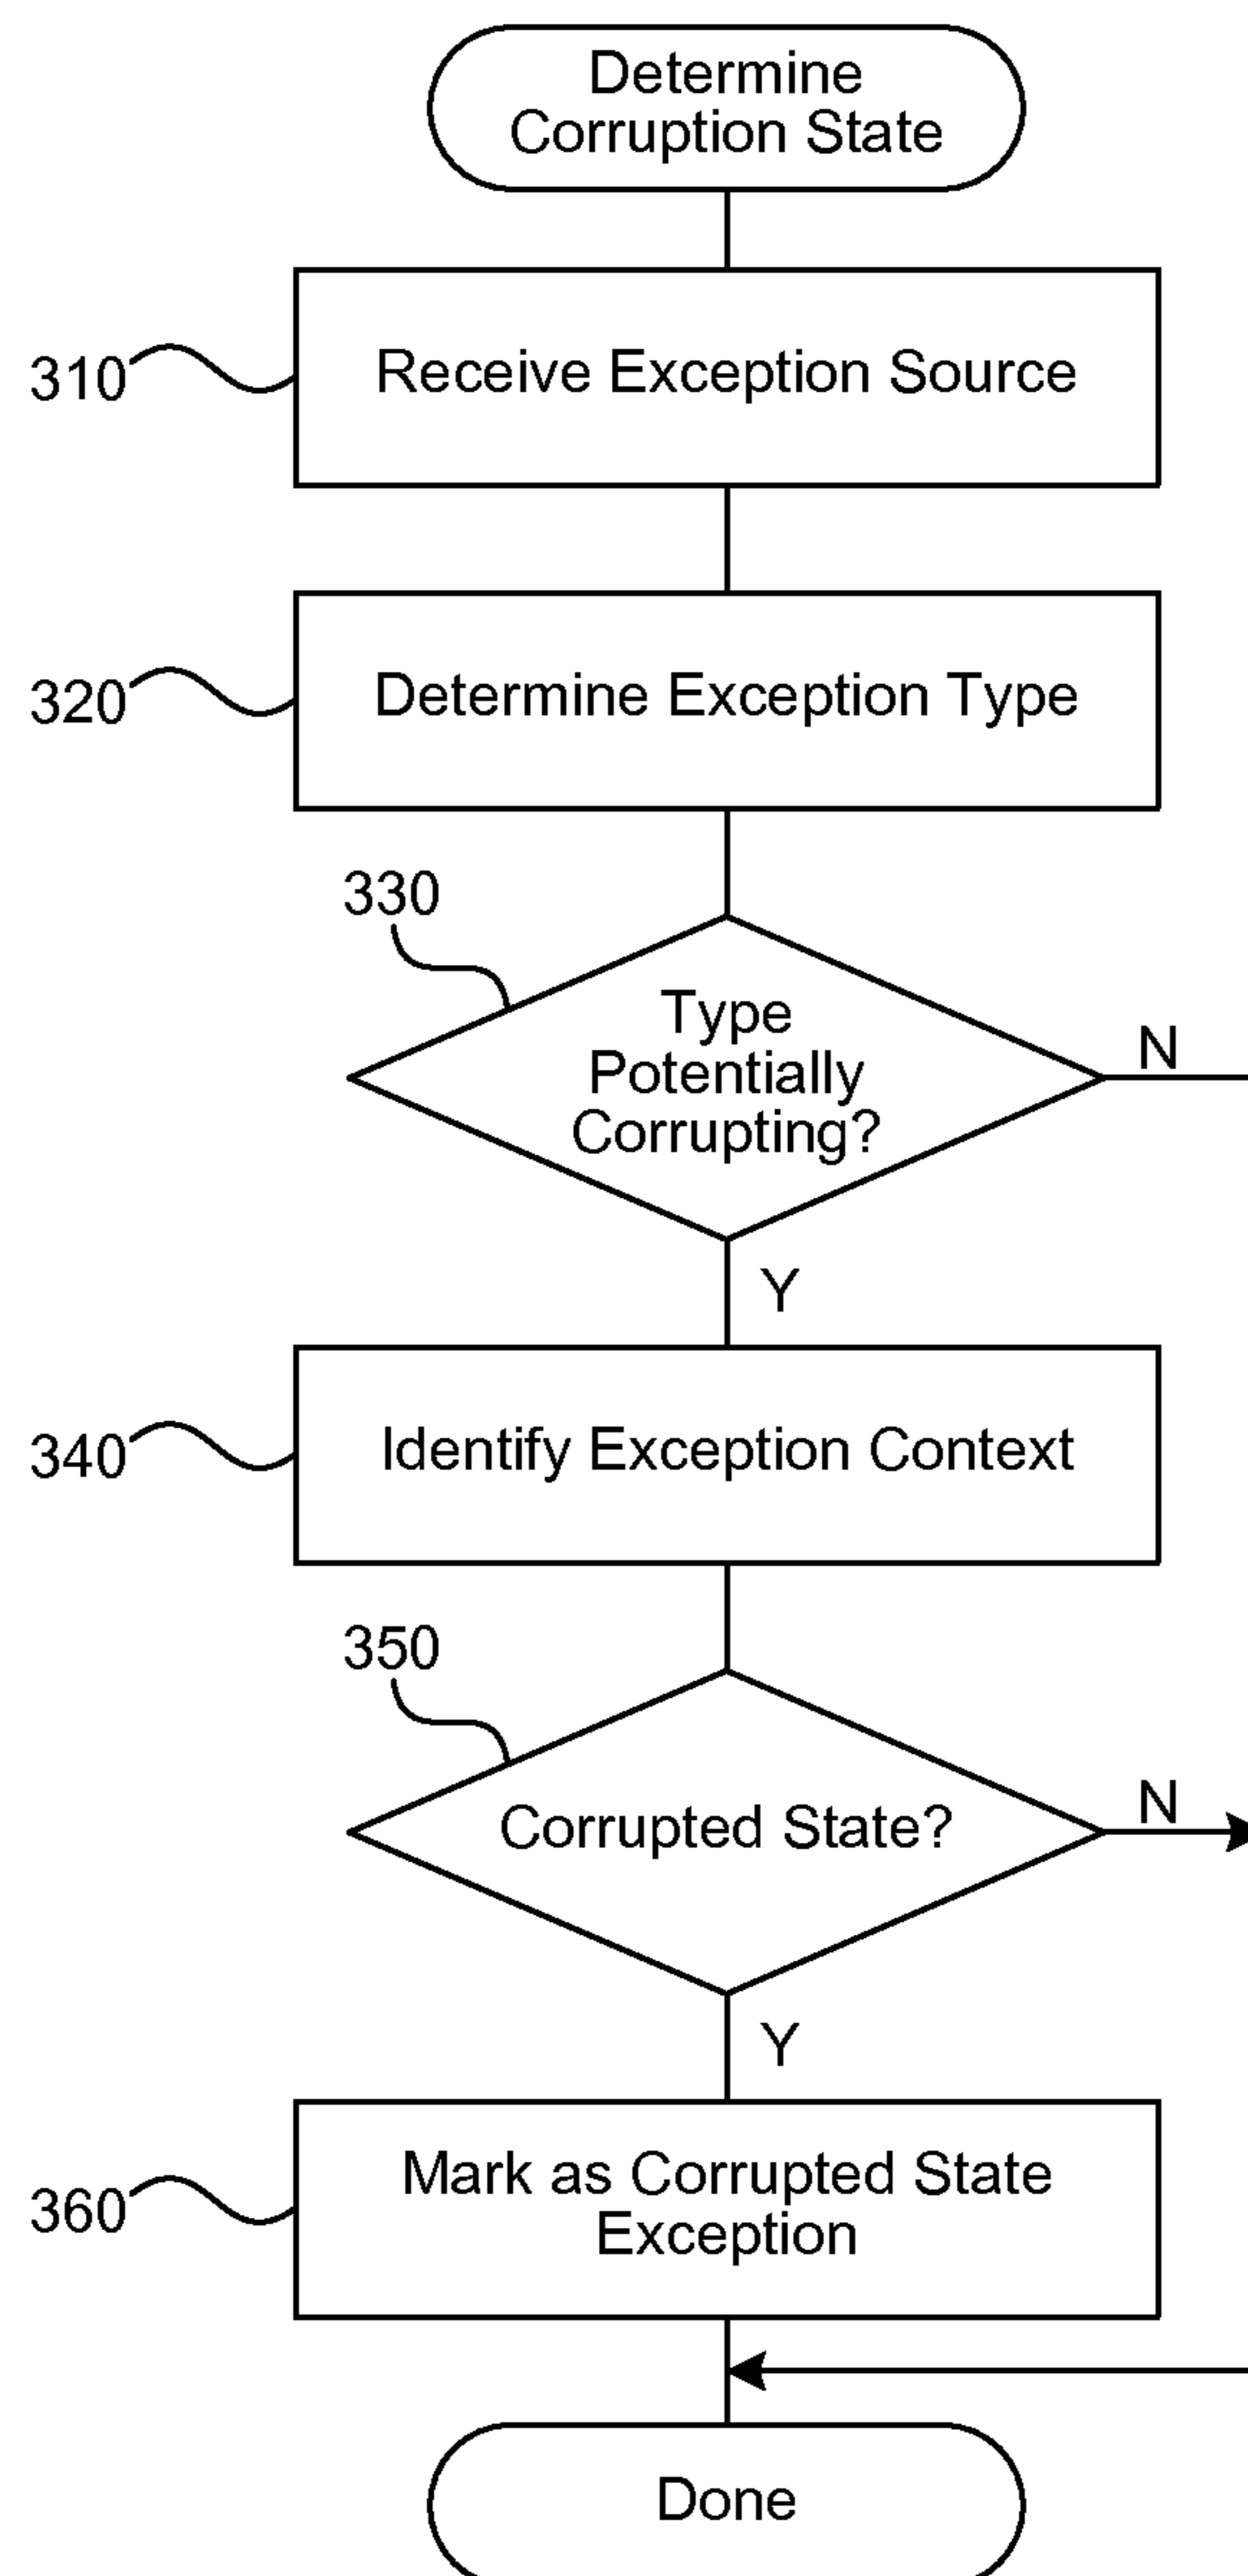 Determine
Corruption State
310
Receive Exception Source
320
Determine Exception Type
330
Type
Potentially
Corrupting?
N
Y
340
Identify Exception Context
350
Corrupted State?
N
Y
360
Mark as Corrupted State
Exception
Done